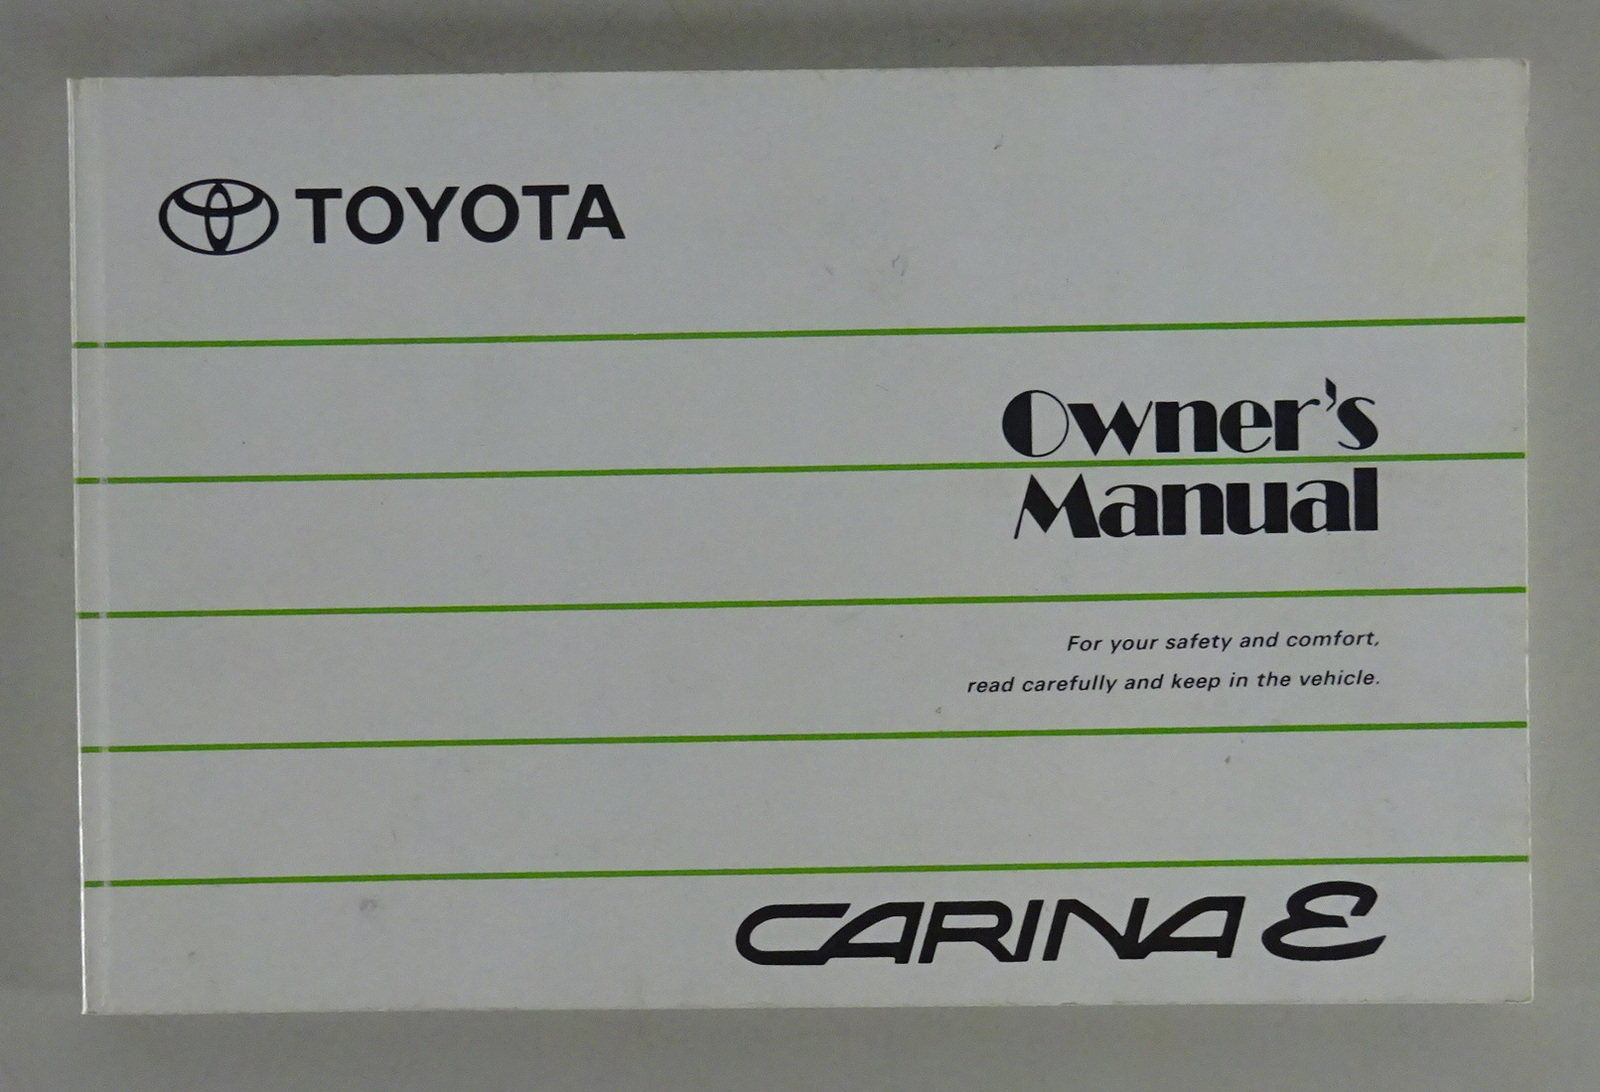 TOYOTA
Owner's
Manual
For your safety and comfort,
read carefully and keep in the vehicle.
CARINA E